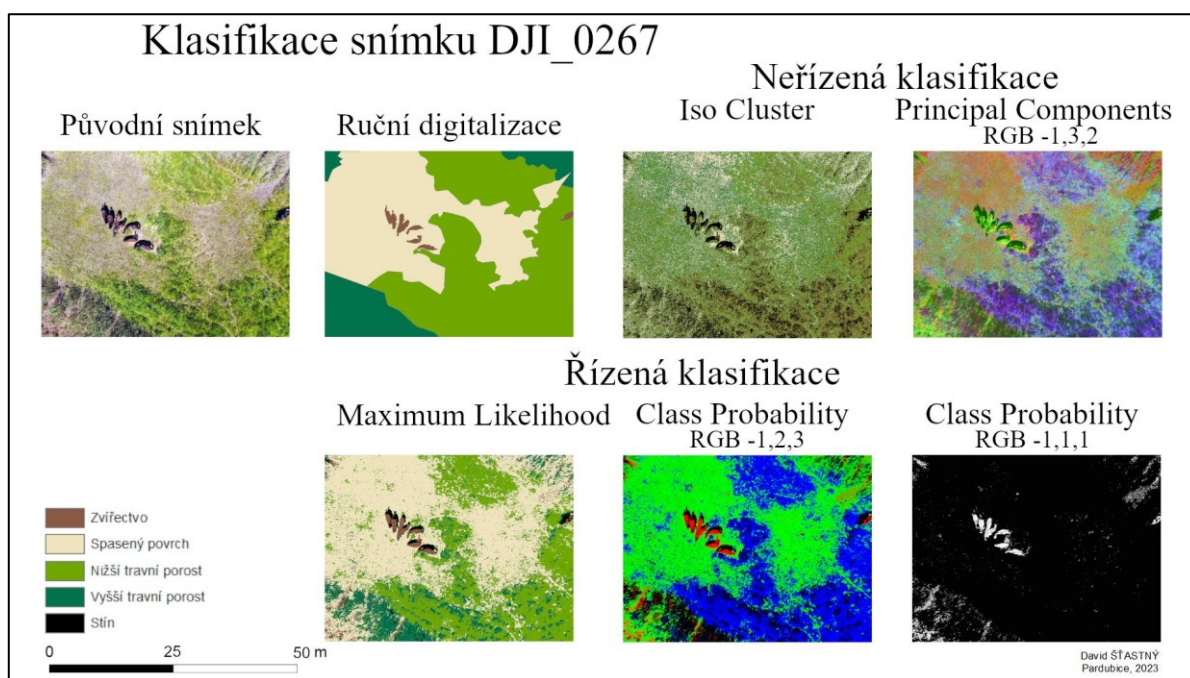 Klasifikace snímku DJI_0267
Neřízená klasifikace
Původní snímek
Ruční digitalizace
Iso Cluster
Principal Components
RGB -1,3,2
Řízená klasifikace
Maximum Likelihood
Class Probability
RGB -1,2,3
Class Probability
RGB -1,1,1
Zvířectvo
Spasený povrch
Nižší travní porost
Vyšší travní porost
Stín
0 25 50 m
David ŠŤASTNÝ
Pardubice, 2023